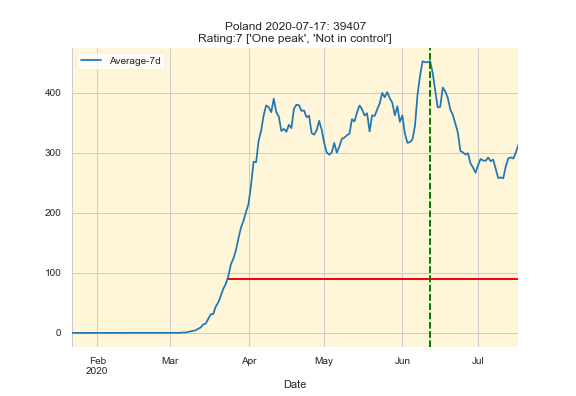 Poland 2020-07-17: 39407
Rating:7 ['One peak', 'Not in control']
Average-7d
400
300
200
100
0
Feb
2020
Mar
Apr
May
Jun
Jul
Date